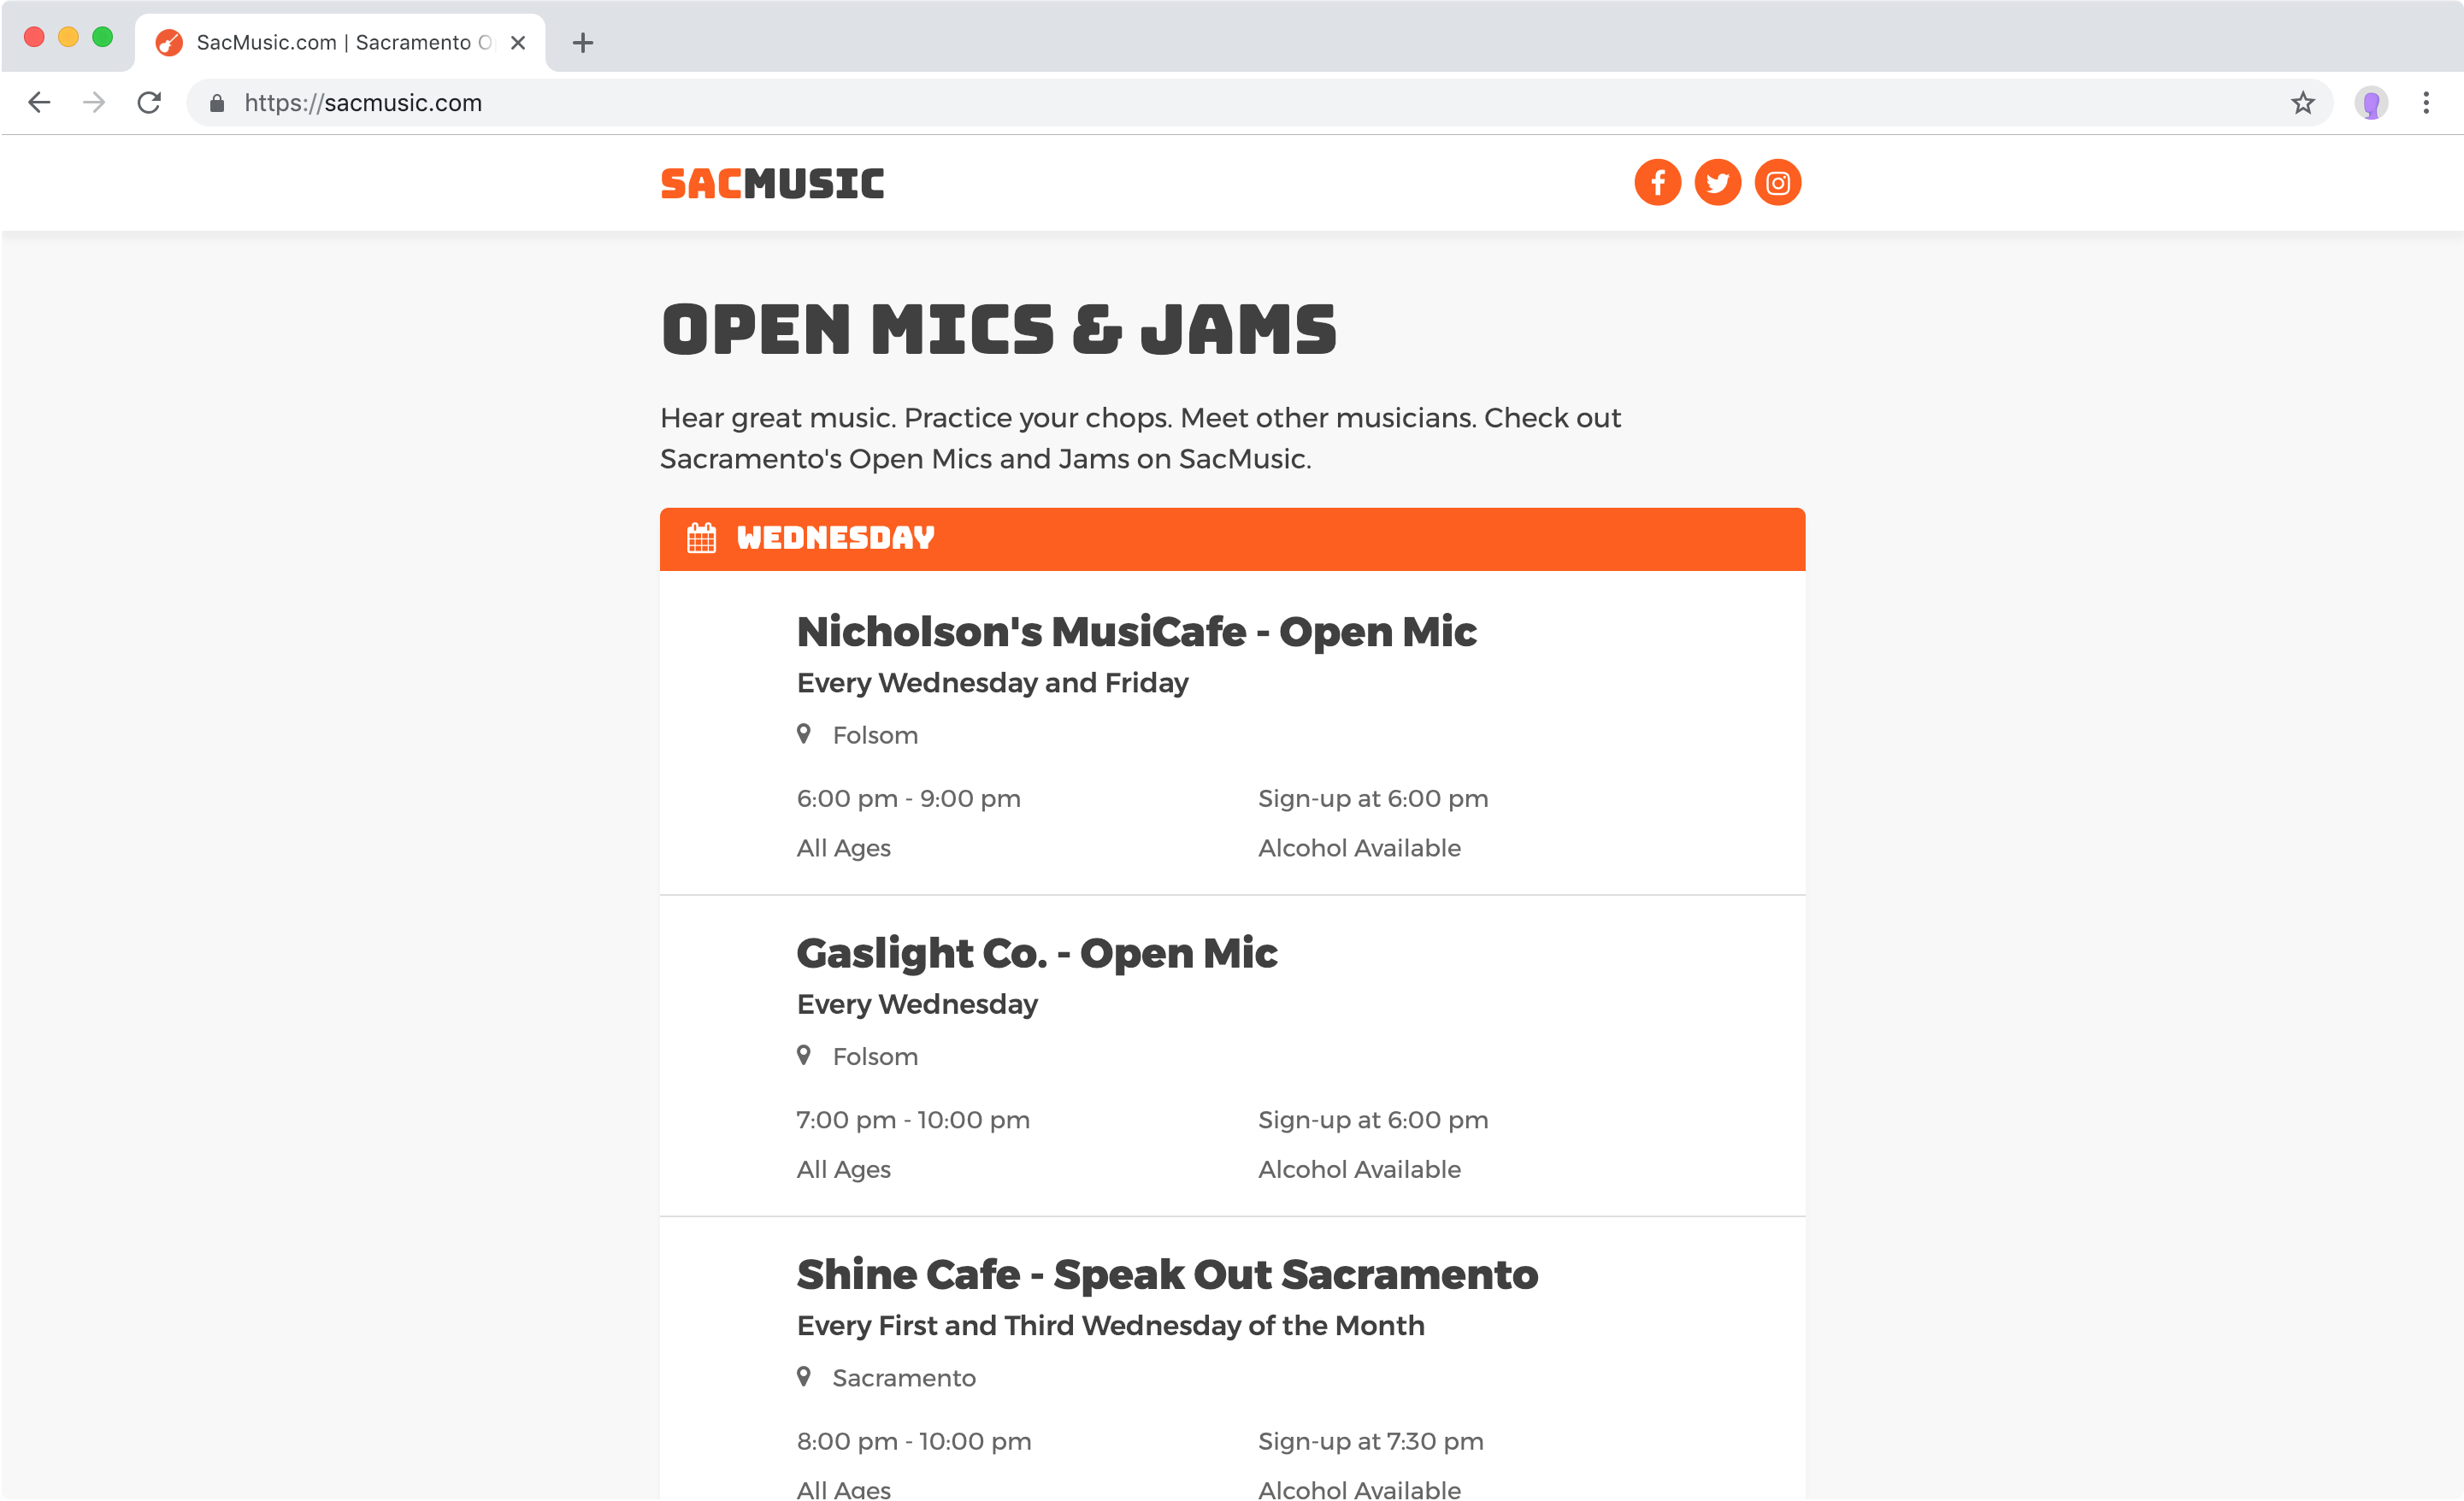 SacMusic.com | Sacramento O
https://sacmusic.com
SACMUSIC
OPEN MICS & JAMS
Hear great music. Practice your chops. Meet other musicians. Check out
Sacramento's Open Mics and Jams on SacMusic.
WEDNESDAY
Nicholson's MusiCafe - Open Mic
Every Wednesday and Friday
Folsom
6:00 pm - 9:00 pm Sign-up at 6:00 pm
All Ages Alcohol Available
Gaslight Co. - Open Mic
Every Wednesday
Folsom
7:00 pm - 10:00 pm Sign-up at 6:00 pm
All Ages Alcohol Available
Shine Cafe - Speak Out Sacramento
Every First and Third Wednesday of the Month
Sacramento
8:00 pm - 10:00 pm Sign-up at 7:30 pm
All Ages Alcohol Available